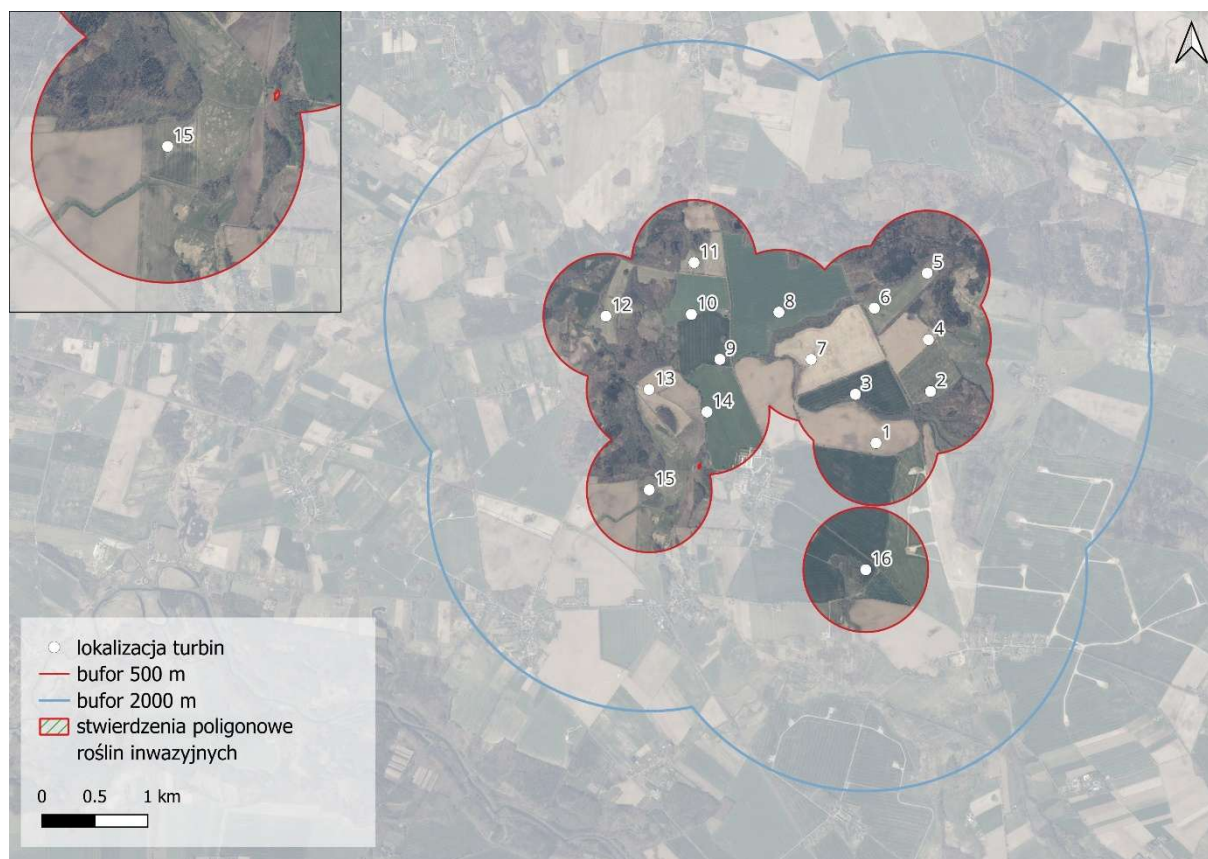 15
11
5
12
10
8
6
4
9
7
13
3
2
14
1
15
16
lokalizacja turbin
bufor 500 m
bufor 2000 m
stwierdzenia poligonowe
roślin inwazyjnych
0 0.5 1 km